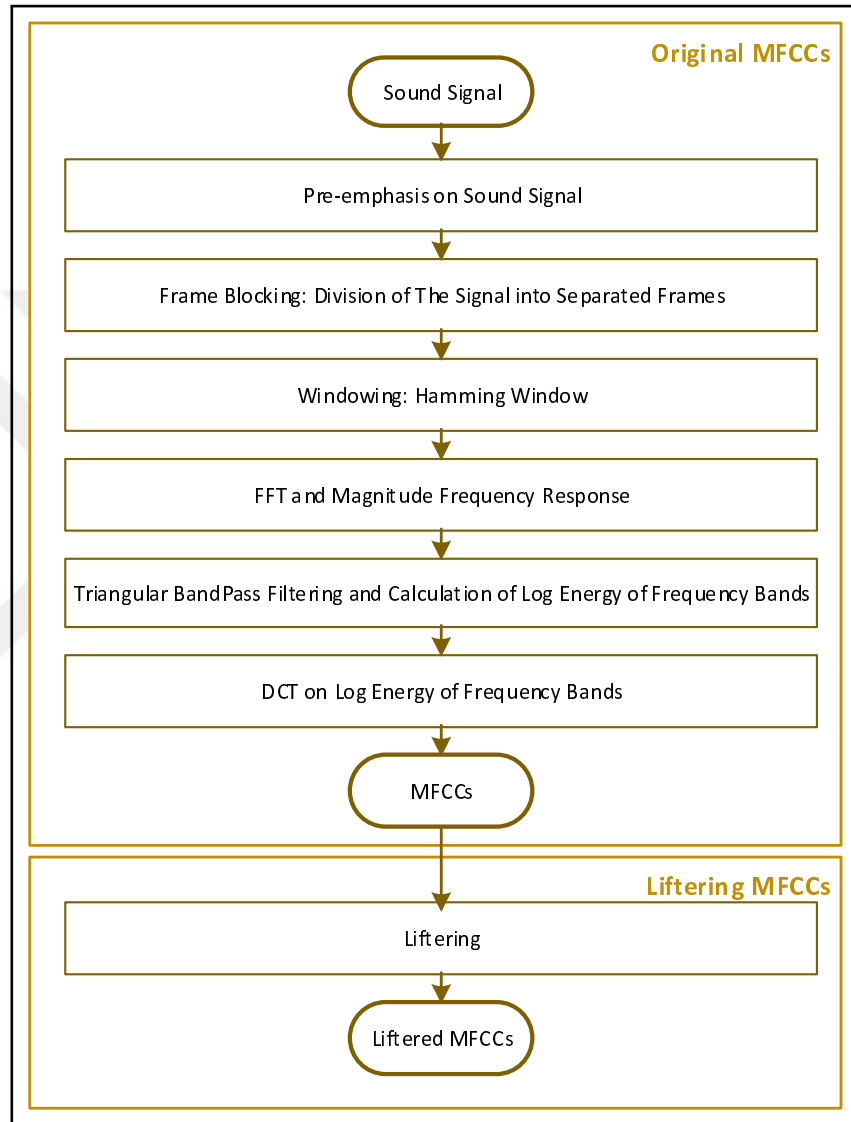 Original MFCCs
Sound Signal
Pre-emphasis on Sound Signal
Frame Blocking: Division of The Signal into Separated Frames
Windowing: Hamming Window
FFT and Magnitude Frequency Response
Triangular BandPass Filtering and Calculation of Log Energy of Frequency Bands
DCT on Log Energy of Frequency Bands
MFCCs
Liftering MFCCs
Liftering
Liftered MFCCs